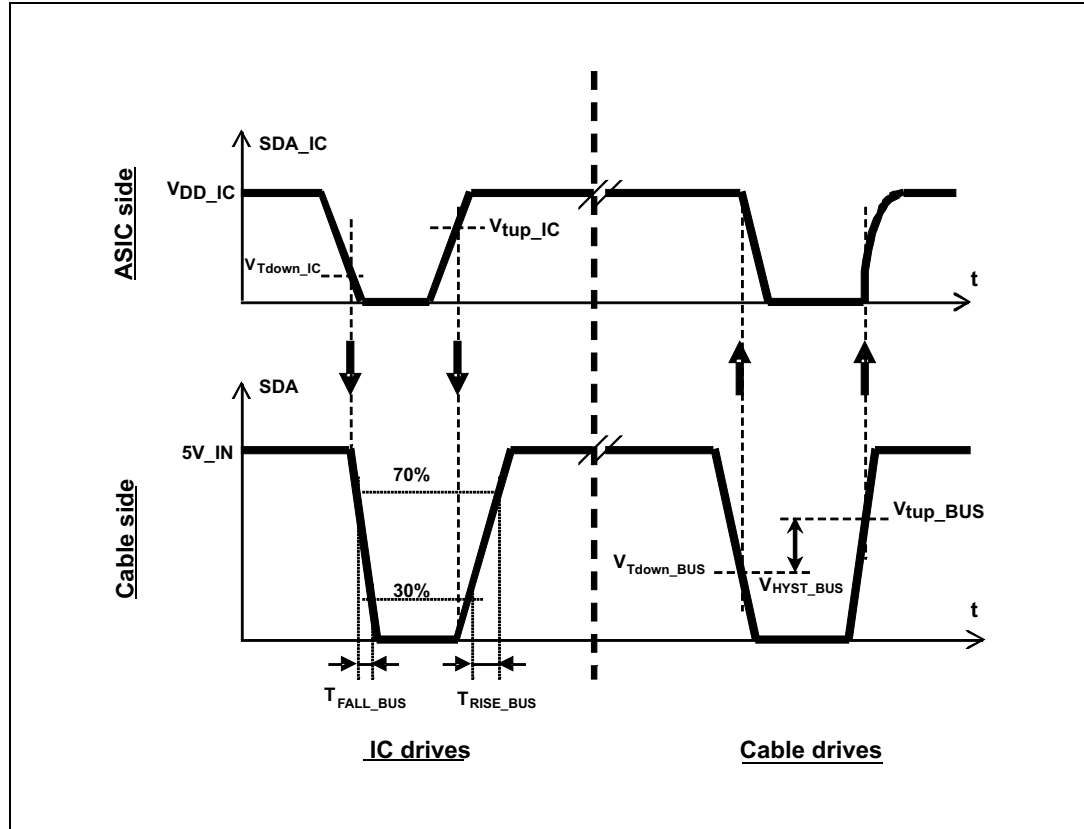 SDA_IC
VDD_IC
Vtup_IC
VTdown_IC
t
ASIC side
SDA
5V_IN
70%
Vtup_BUS
VTdown_BUS
VHYST_BUS
30%
t
Cable side
TFALL_BUS
TRISE_BUS
IC drives
Cable drives